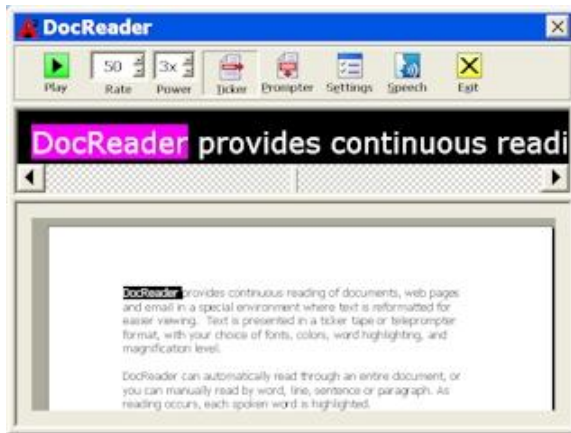 DocReader
50 3x
Play Rate Power Ticker Prompter Settings Speech Exit
DocReader provides continuous readi
DocReader provides continuous reading of documents, web pages
and email in a special environment where text is reformatted for
easier viewing. Text is presented in a ticker tape or teleprompter
format, with your choice of fonts, colors, word highlighting, and
magnification level.
DocReader can automatically read through an entire document, or
you can manually read by word, line, sentence or paragraph. As
reading occurs, each spoken word is highlighted.